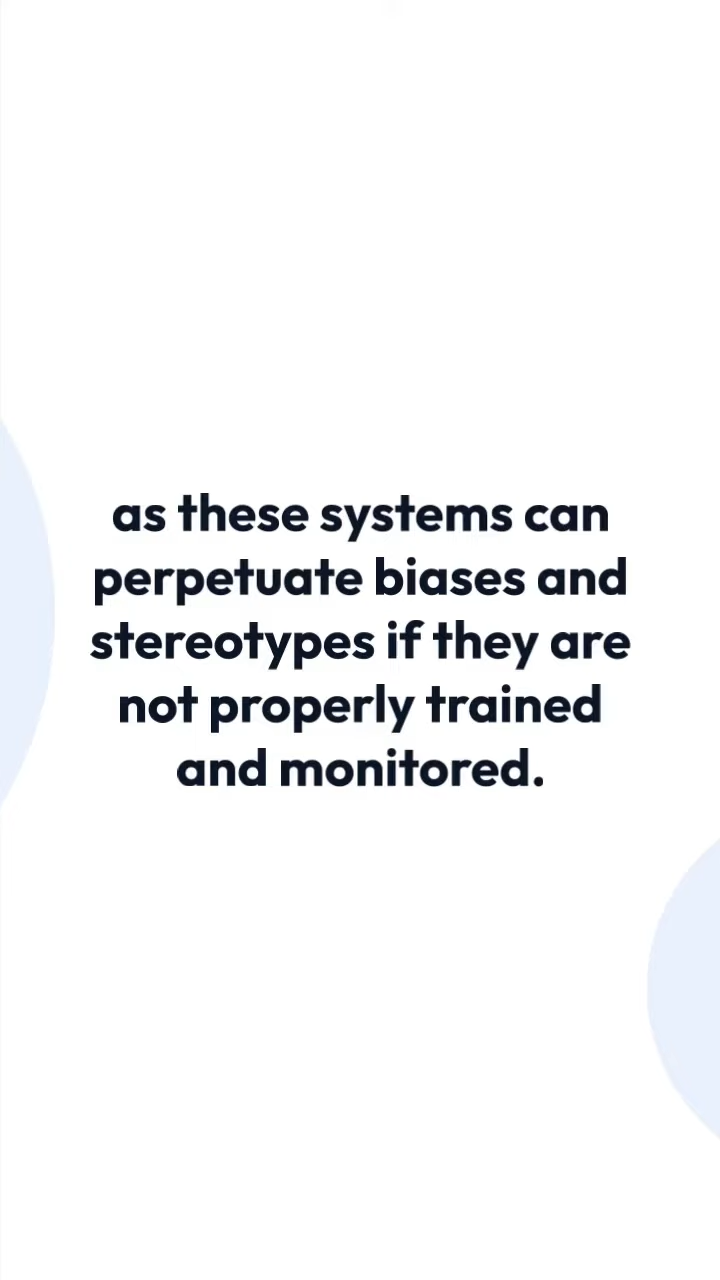 as these systems can
perpetuate biases and
stereotypes if they are
not properly trained
and monitored.